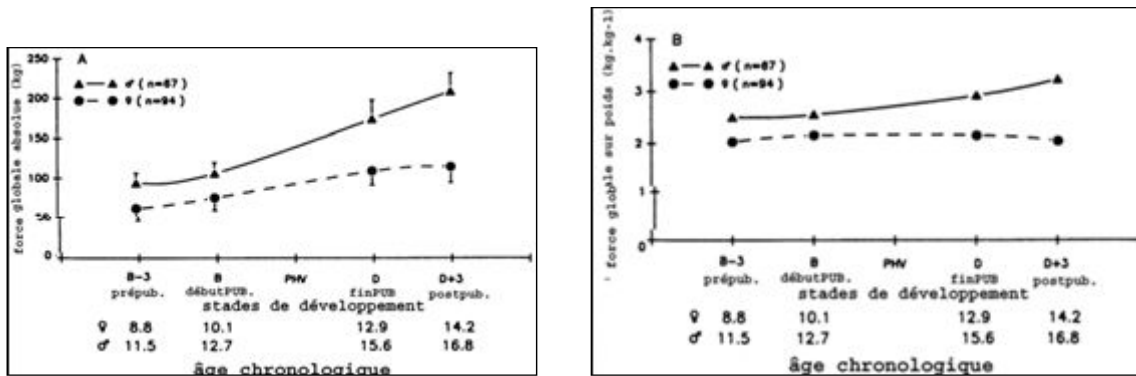 A
force globale absolue (kg)
250
200
150
100
50
0
♂ (n=67)
♀ (n=94)
B-3 B PHV D D+3
prépub. débutPUB. finPUB postpub.
stades de développement
♀ 8.8 10.1 12.9 14.2
♂ 11.5 12.7 15.6 16.8
âge chronologique
B
force globale sur poids (kg.kg-1)
4
3
2
1
0
♂ (n=67)
♀ (n=94)
B-3 B PHV D D+3
prépub. débutPUB. finPUB postpub.
stades de développement
♀ 8.8 10.1 12.9 14.2
♂ 11.5 12.7 15.6 16.8
âge chronologique